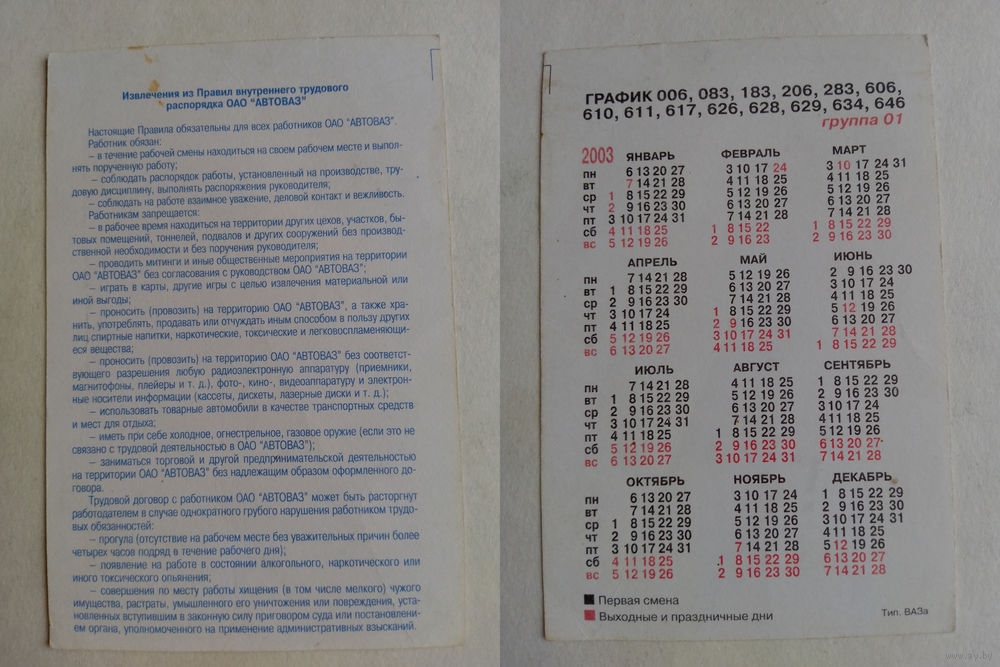 Извлечения из Правил внутреннего трудового
распорядка ОАО "АВТОВАЗ"
Настоящие Правила обязательны для всех работников ОАО "АВТОВАЗ".
Работник обязан:
– в течение рабочей смены находиться на своем рабочем месте и выпол-
нять порученную работу;
– соблюдать распорядок работы, установленный на производстве, тру-
довую дисциплину, выполнять распоряжения руководителя;
– соблюдать на работе взаимное уважение, деловой контакт и вежливость.
Работникам запрещается:
– в рабочее время находиться на территории других цехов, участков, бы-
товых помещений, тоннелей, подвалов и других сооружений без производ-
ственной необходимости и без поручения руководителя;
– проводить митинги и иные общественные мероприятия на территории
ОАО "АВТОВАЗ" без согласования с руководством ОАО "АВТОВАЗ";
– играть в карты, другие игры с целью извлечения материальной или
иной выгоды;
– проносить (провозить) на территорию ОАО "АВТОВАЗ", а также хра-
нить, употреблять, продавать или отчуждать иным способом в пользу других
лиц спиртные напитки, наркотические, токсические и легковоспламеняющи-
еся вещества;
– проносить (провозить) на территорию ОАО "АВТОВАЗ" без соответст-
вующего разрешения любую радиоэлектронную аппаратуру (приемники,
магнитофоны, плейеры и т. д.), фото-, кино-, видеоаппаратуру и электрон-
ные носители информации (кассеты, дискеты, лазерные диски и т. д.);
– использовать товарные автомобили в качестве транспортных средств
и мест для отдыха;
– иметь при себе холодное, огнестрельное, газовое оружие (если это не
связано с трудовой деятельностью в ОАО "АВТОВАЗ");
– заниматься торговой и другой предпринимательской деятельностью
на территории ОАО "АВТОВАЗ" без надлежащим образом оформленного до-
говора.
Трудовой договор с работником ОАО "АВТОВАЗ" может быть расторгнут
работодателем в случае однократного грубого нарушения работником трудо-
вых обязанностей:
– прогула (отсутствие на рабочем месте без уважительных причин более
четырех часов подряд в течение рабочего дня);
– появление на работе в состоянии алкогольного, наркотического или
иного токсического опьянения;
– совершения по месту работы хищения (в том числе мелкого) чужого
имущества, растраты, умышленного его уничтожения или повреждения, уста-
новленных вступившим в законную силу приговором суда или постановлени-
ем органа, уполномоченного на применение административных взысканий.
ГРАФИК 006, 083, 183, 206, 283, 606,
610, 611, 617, 626, 628, 629, 634, 646
группа 01
2003 ЯНВАРЬ ФЕВРАЛЬ МАРТ
пн 6 13 20 27 3 10 17 24 3 10 17 24 31
вт 7 14 21 28 4 11 18 25 4 11 18 25
ср 1 8 15 22 29 5 12 19 26 5 12 19 26
чт 2 9 16 23 30 6 13 20 27 6 13 20 27
пт 3 10 17 24 31 7 14 21 28 7 14 21 28
сб 4 11 18 25 1 8 15 22 1 8 15 22 29
вс 5 12 19 26 2 9 16 23 2 9 16 23 30
АПРЕЛЬ МАЙ ИЮНЬ
пн 7 14 21 28 5 12 19 26 2 9 16 23 30
вт 1 8 15 22 29 6 13 20 27 3 10 17 24
ср 2 9 16 23 30 7 14 21 28 4 11 18 25
чт 3 10 17 24 1 8 15 22 29 5 12 19 26
пт 4 11 18 25 2 9 16 23 30 6 13 20 27
сб 5 12 19 26 3 10 17 24 31 7 14 21 28
вс 6 13 20 27 4 11 18 25 1 8 15 22 29
ИЮЛЬ АВГУСТ СЕНТЯБРЬ
пн 7 14 21 28 4 11 18 25 1 8 15 22 29
вт 1 8 15 22 29 5 12 19 26 2 9 16 23 30
ср 2 9 16 23 30 6 13 20 27 3 10 17 24
чт 3 10 17 24 31 7 14 21 28 4 11 18 25
пт 4 11 18 25 1 8 15 22 29 5 12 19 26
сб 5 12 19 26 2 9 16 23 30 6 13 20 27
вс 6 13 20 27 3 10 17 24 31 7 14 21 28
ОКТЯБРЬ НОЯБРЬ ДЕКАБРЬ
пн 6 13 20 27 3 10 17 24 1 8 15 22 29
вт 7 14 21 28 4 11 18 25 2 9 16 23 30
ср 1 8 15 22 29 5 12 19 26 3 10 17 24 31
чт 2 9 16 23 30 6 13 20 27 4 11 18 25
пт 3 10 17 24 31 7 14 21 28 5 12 19 26
сб 4 11 18 25 1 8 15 22 29 6 13 20 27
вс 5 12 19 26 2 9 16 23 30 7 14 21 28
Первая смена
Выходные и праздничные дни
Тип. ВАЗа
www.ay.by